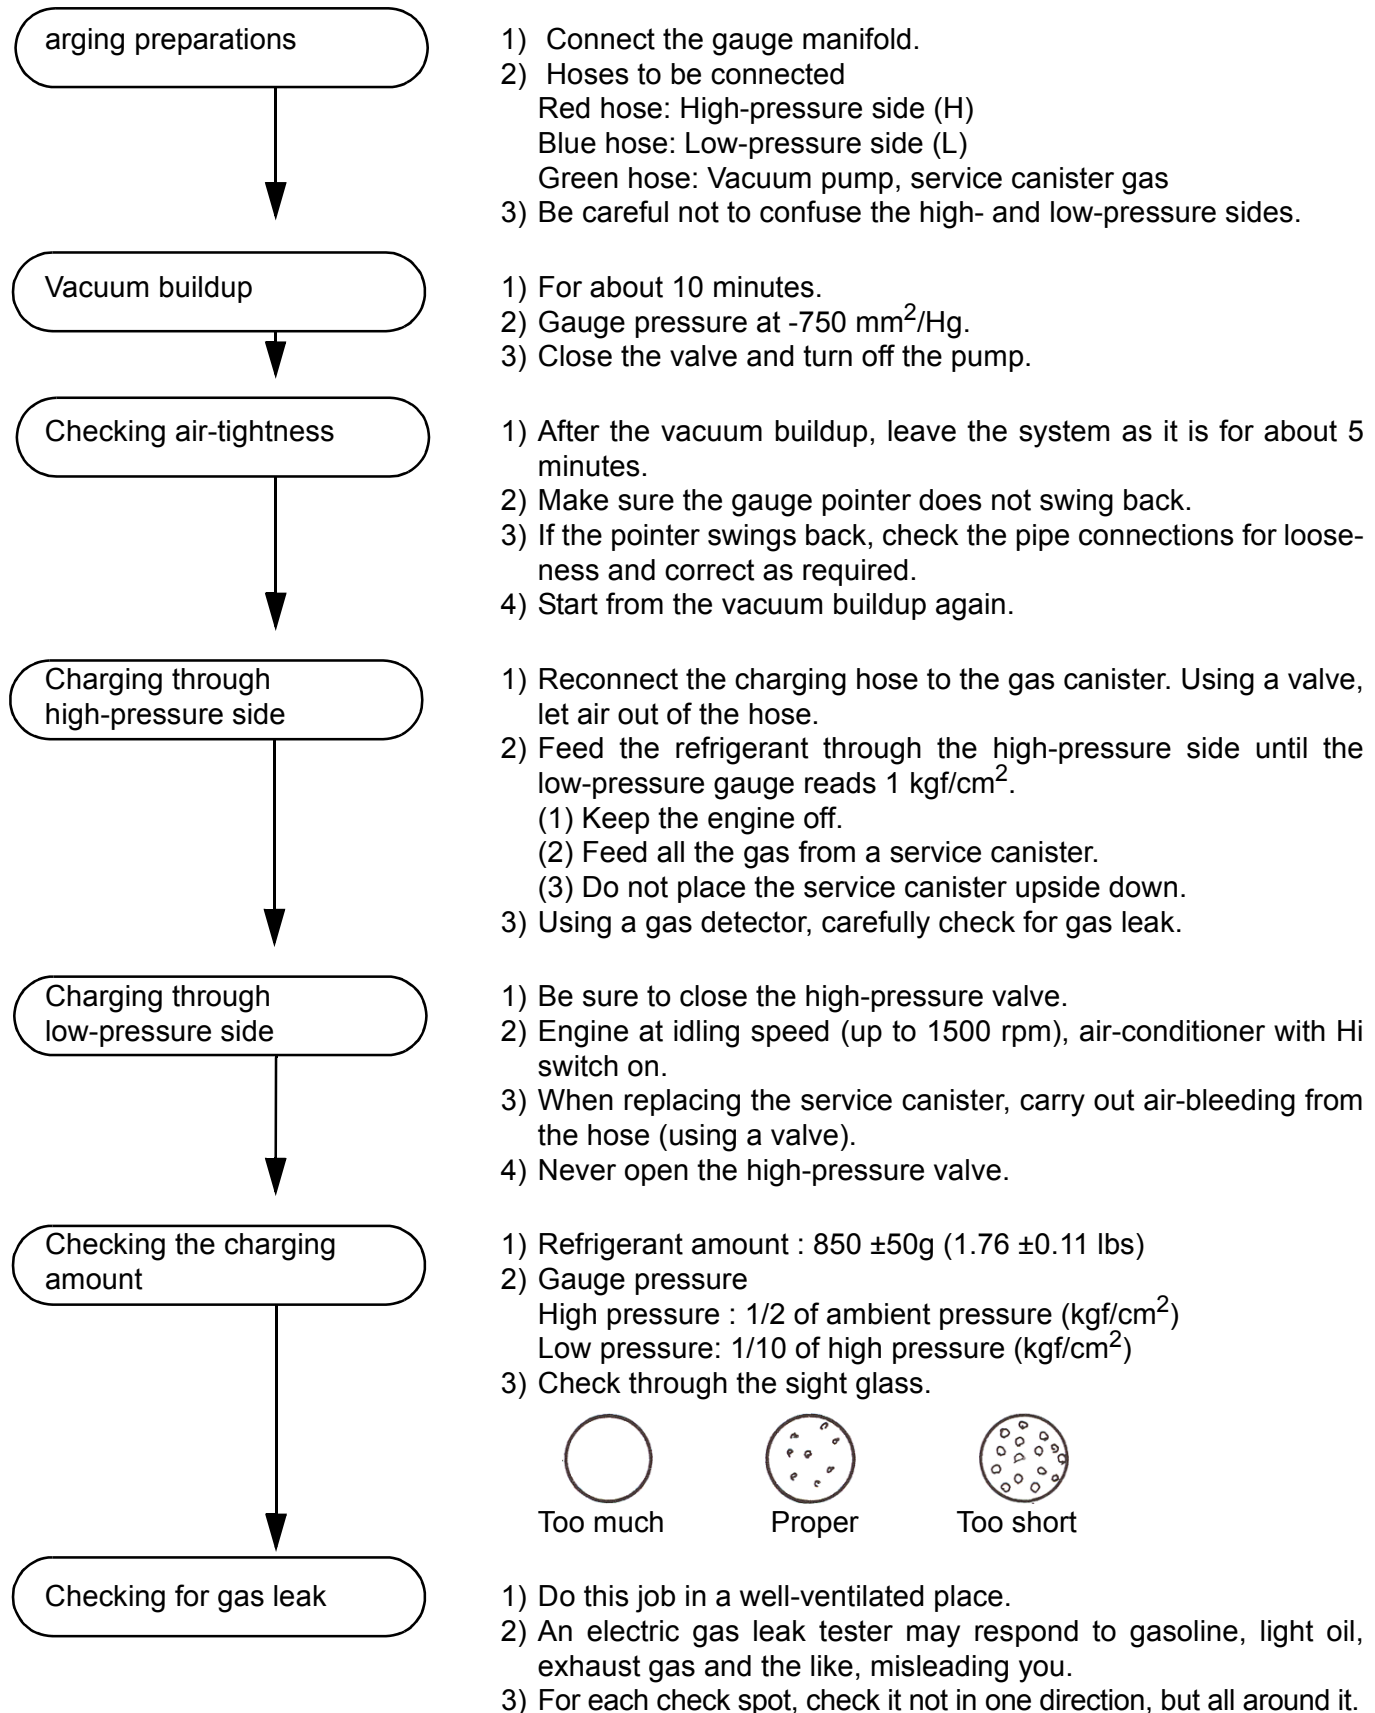 arging preparations
1) Connect the gauge manifold.
2) Hoses to be connected
Red hose: High-pressure side (H)
Blue hose: Low-pressure side (L)
Green hose: Vacuum pump, service canister gas
3) Be careful not to confuse the high- and low-pressure sides.
Vacuum buildup
1) For about 10 minutes.
2) Gauge pressure at -750 mm²/Hg.
3) Close the valve and turn off the pump.
Checking air-tightness
1) After the vacuum buildup, leave the system as it is for about 5
minutes.
2) Make sure the gauge pointer does not swing back.
3) If the pointer swings back, check the pipe connections for loose-
ness and correct as required.
4) Start from the vacuum buildup again.
Charging through
high-pressure side
1) Reconnect the charging hose to the gas canister. Using a valve,
let air out of the hose.
2) Feed the refrigerant through the high-pressure side until the
low-pressure gauge reads 1 kgf/cm².
(1) Keep the engine off.
(2) Feed all the gas from a service canister.
(3) Do not place the service canister upside down.
3) Using a gas detector, carefully check for gas leak.
Charging through
low-pressure side
1) Be sure to close the high-pressure valve.
2) Engine at idling speed (up to 1500 rpm), air-conditioner with Hi
switch on.
3) When replacing the service canister, carry out air-bleeding from
the hose (using a valve).
4) Never open the high-pressure valve.
Checking the charging
amount
1) Refrigerant amount : 850 ±50g (1.76 ±0.11 lbs)
2) Gauge pressure
High pressure : 1/2 of ambient pressure (kgf/cm²)
Low pressure: 1/10 of high pressure (kgf/cm²)
3) Check through the sight glass.
Too much Proper Too short
Checking for gas leak
1) Do this job in a well-ventilated place.
2) An electric gas leak tester may respond to gasoline, light oil,
exhaust gas and the like, misleading you.
3) For each check spot, check it not in one direction, but all around it.